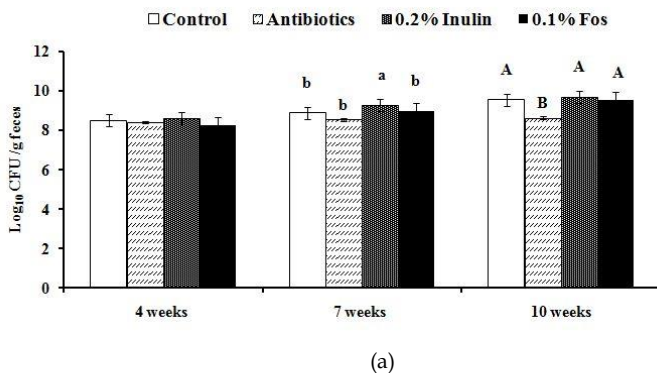 Control Antibiotics 0.2% Inulin 0.1% Fos
12
10
8
6
4
2
0
Log10 CFU /g feces
b b a b
A B A A
4 weeks 7 weeks 10 weeks
(a)